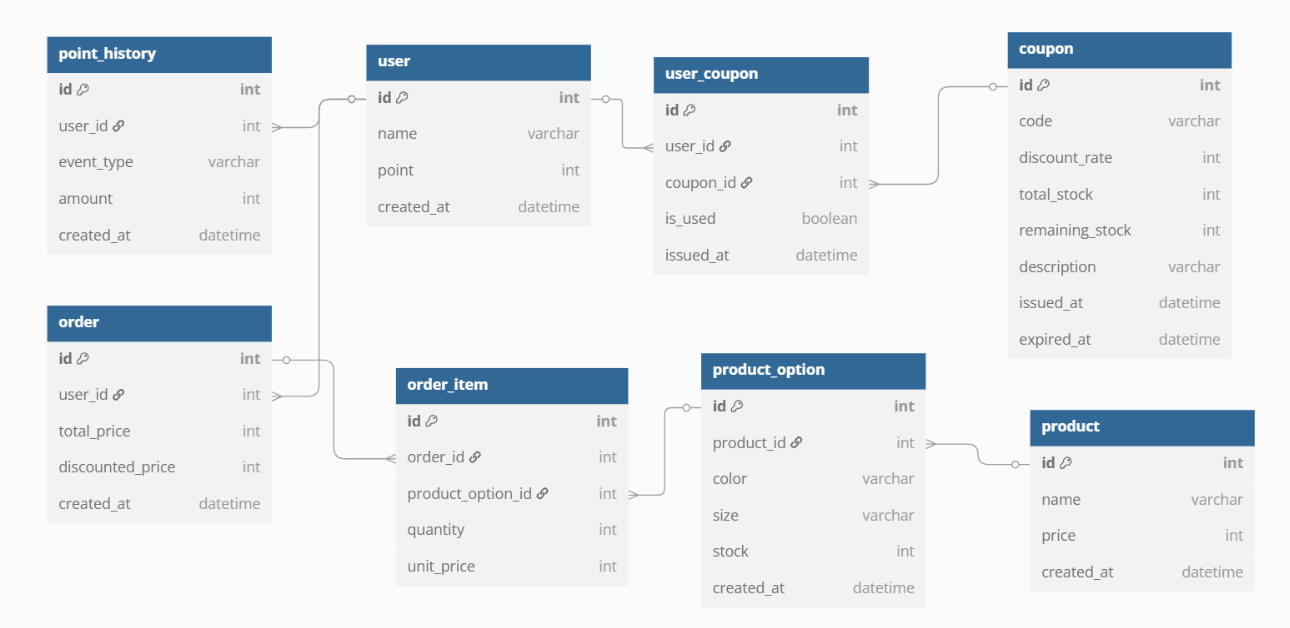 point_history
id int
user_id int
event_type varchar
amount int
created_at datetime
user
id int
name varchar
point int
created_at datetime
user_coupon
id int
user_id int
coupon_id int
is_used boolean
issued_at datetime
coupon
id int
code varchar
discount_rate int
total_stock int
remaining_stock int
description varchar
issued_at datetime
expired_at datetime
order
id int
user_id int
total_price int
discounted_price int
created_at datetime
order_item
id int
order_id int
product_option_id int
quantity int
unit_price int
product_option
id int
product_id int
color varchar
size varchar
stock int
created_at datetime
product
id int
name varchar
price int
created_at datetime